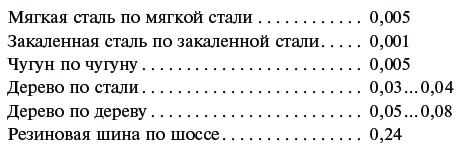 Мягкая сталь по мягкой стали . . . . . . . . . . . . 0,005
Закаленная сталь по закаленной стали. . . . . 0,001
Чугун по чугуну . . . . . . . . . . . . . . . . . . . . . . . . . 0,005
Дерево по стали . . . . . . . . . . . . . . . . . . . . . . . . . 0,03...0,04
Дерево по дереву . . . . . . . . . . . . . . . . . . . . . . . . 0,05...0,08
Резиновая шина по шоссе. . . . . . . . . . . . . . . . 0,24